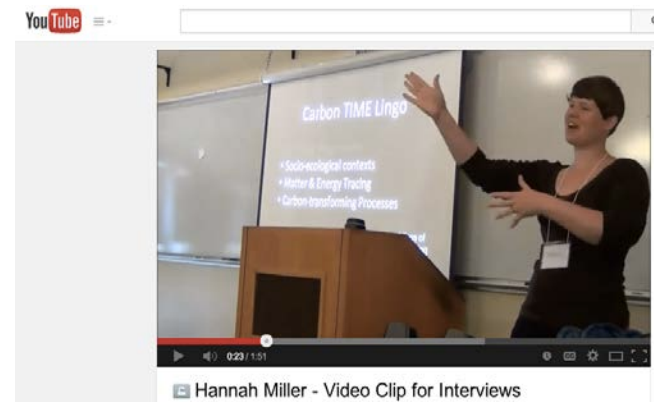 YouTube
Carbon TIME Lingo
• Socio-ecological contexts
• Matter & Energy Tracing
• Carbon-transforming Processes
0:23 / 1:51
Hannah Miller - Video Clip for Interviews